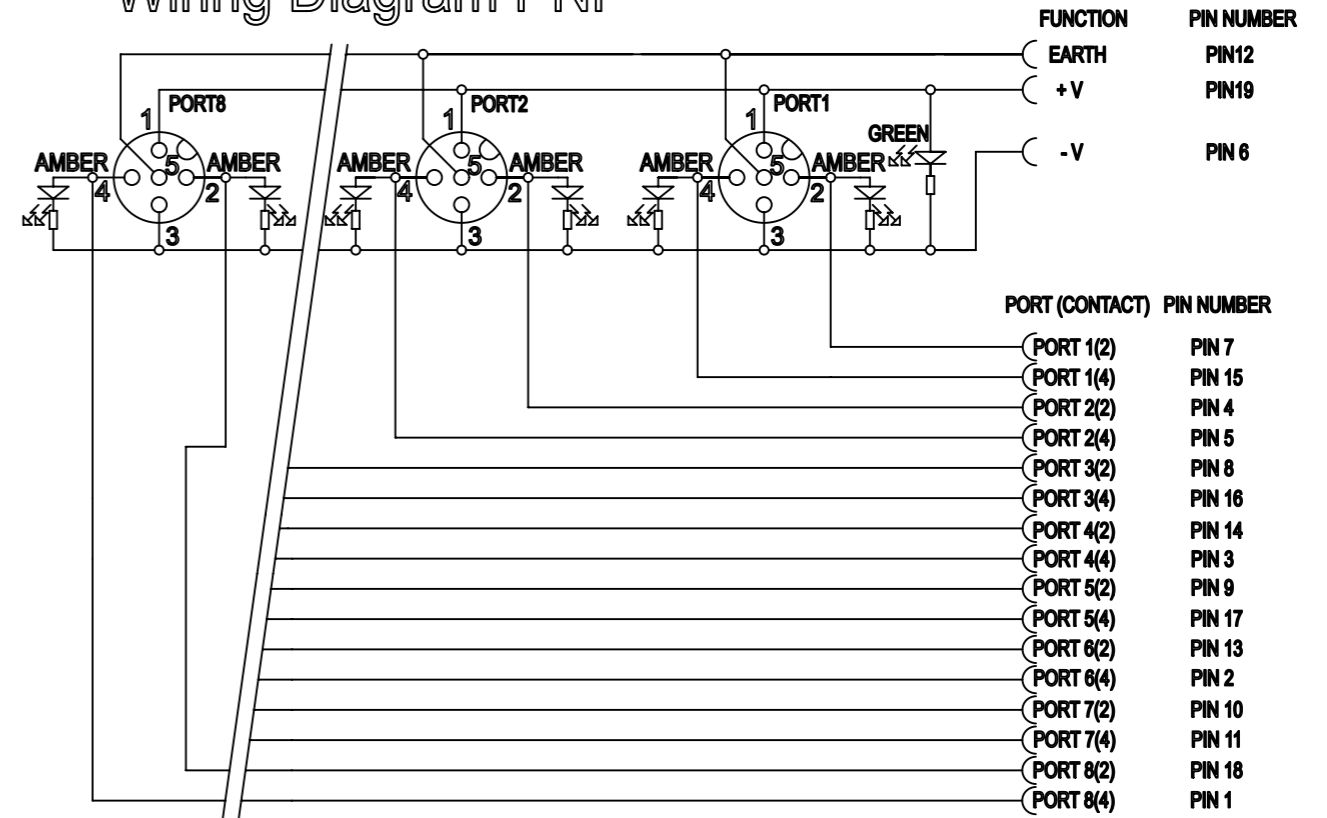 Wiring Diagram PNP
FUNCTION PIN NUMBER
EARTH PIN12
+V PIN19
-V PIN 6
PORT8 PORT2 PORT1
1 1 1
GREEN
AMBER 5 AMBER AMBER 5 AMBER AMBER 5 AMBER
4 2 4 2 4 2
3 3 3
PORT (CONTACT) PIN NUMBER
PORT 1(2) PIN 7
PORT 1(4) PIN 15
PORT 2(2) PIN 4
PORT 2(4) PIN 5
PORT 3(2) PIN 8
PORT 3(4) PIN 16
PORT 4(2) PIN 14
PORT 4(4) PIN 3
PORT 5(2) PIN 9
PORT 5(4) PIN 17
PORT 6(2) PIN 13
PORT 6(4) PIN 2
PORT 7(2) PIN 10
PORT 7(4) PIN 11
PORT 8(2) PIN 18
PORT 8(4) PIN 1